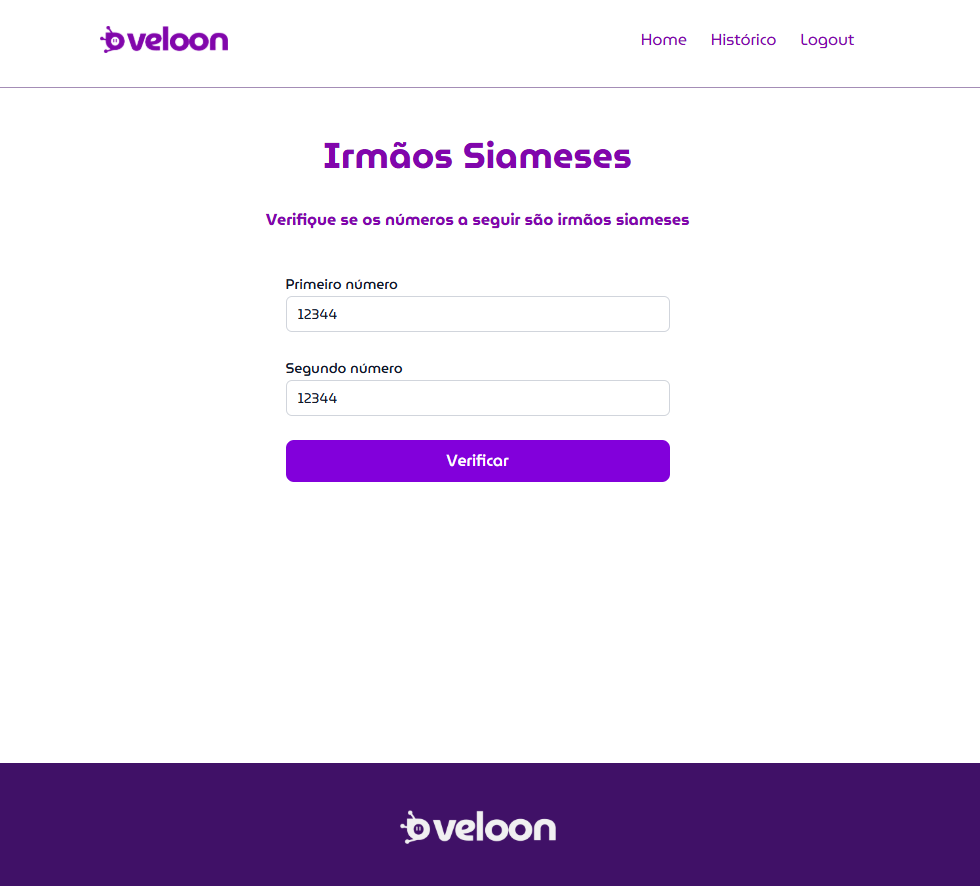 veloon
Home Histórico Logout
Irmãos Siameses
Verifique se os números a seguir são irmãos siameses
Primeiro número
12344
Segundo número
12344
Verificar
veloon